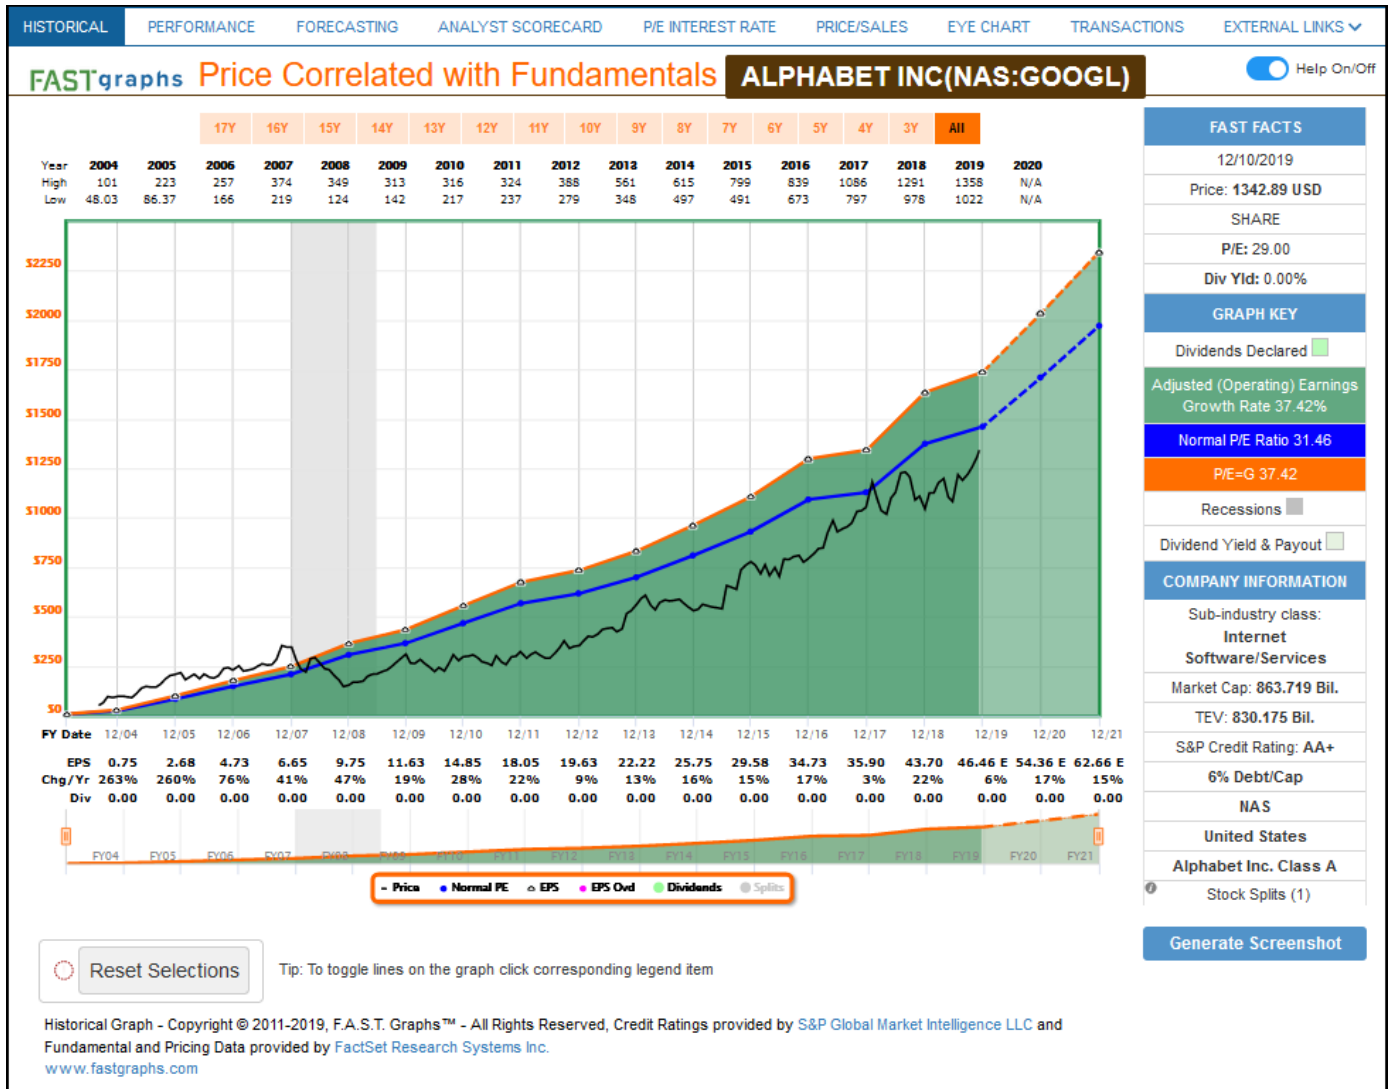 HISTORICAL PERFORMANCE FORECASTING ANALYST SCORECARD P/E INTEREST RATE PRICE/SALES EYE CHART TRANSACTIONS EXTERNAL LINKS
FAST graphs Price Correlated with Fundamentals ALPHABET INC(NAS:GOOGL) Help On/Off
17Y 16Y 15Y 14Y 13Y 12Y 11Y 10Y 9Y 8Y 7Y 6Y 5Y 4Y 3Y All
Year 2004 2005 2006 2007 2008 2009 2010 2011 2012 2013 2014 2015 2016 2017 2018 2019 2020
High 101 223 257 374 349 313 316 324 388 561 615 799 839 1086 1291 1358 N/A
Low 48.03 86.37 166 219 124 142 217 237 279 348 497 491 673 797 978 1022 N/A
$2250
$2000
$1750
$1500
$1250
$1000
$750
$500
$250
$0
FY Date 12/04 12/05 12/06 12/07 12/08 12/09 12/10 12/11 12/12 12/13 12/14 12/15 12/16 12/17 12/18 12/19 12/20 12/21
EPS 0.75 2.68 4.73 6.65 9.75 11.63 14.85 18.05 19.63 22.22 25.75 29.58 34.73 35.90 43.70 46.46 E 54.36 E 62.66 E
Chg/Yr 263% 260% 76% 41% 47% 19% 28% 22% 9% 13% 16% 15% 17% 3% 22% 6% 17% 15%
Div 0.00 0.00 0.00 0.00 0.00 0.00 0.00 0.00 0.00 0.00 0.00 0.00 0.00 0.00 0.00 0.00 0.00 0.00
FY04 FY05 FY06 FY07 FY08 FY09 FY10 FY11 FY12 FY13 FY14 FY15 FY16 FY17 FY18 FY19 FY20 FY21
Price Normal PE EPS EPS Ovd Dividends Splits
FAST FACTS
12/10/2019
Price: 1342.89 USD
SHARE
P/E: 29.00
Div Yld: 0.00%
GRAPH KEY
Dividends Declared
Adjusted (Operating) Earnings
Growth Rate 37.42%
Normal P/E Ratio 31.46
P/E=G 37.42
Recessions
Dividend Yield & Payout
COMPANY INFORMATION
Sub-industry class:
Internet
Software/Services
Market Cap: 863.719 Bil.
TEV: 830.175 Bil.
S&P Credit Rating: AA+
6% Debt/Cap
NAS
United States
Alphabet Inc. Class A
Stock Splits (1)
Generate Screenshot
Reset Selections Tip: To toggle lines on the graph click corresponding legend item
Historical Graph - Copyright © 2011-2019, F.A.S.T. Graphs™ - All Rights Reserved, Credit Ratings provided by S&P Global Market Intelligence LLC and
Fundamental and Pricing Data provided by FactSet Research Systems Inc.
www.fastgraphs.com